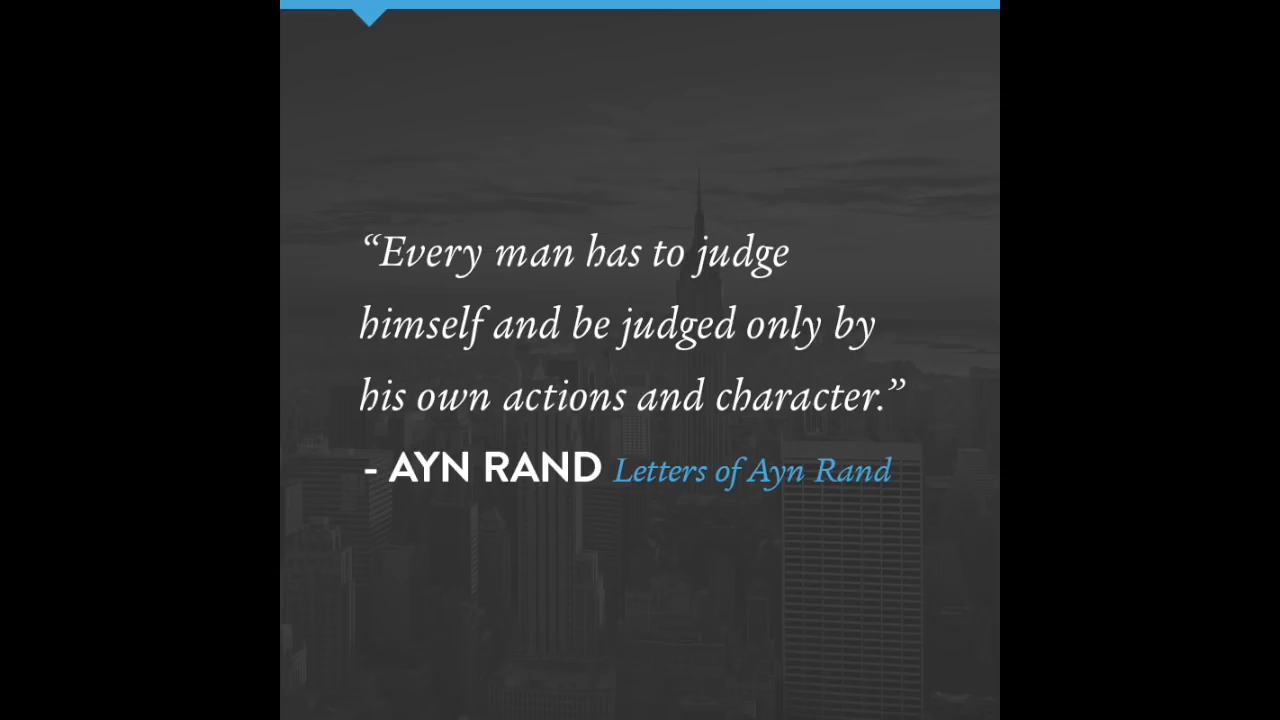 “Every man has to judge
himself and be judged only by
his own actions and character.”
- AYN RAND Letters of Ayn Rand